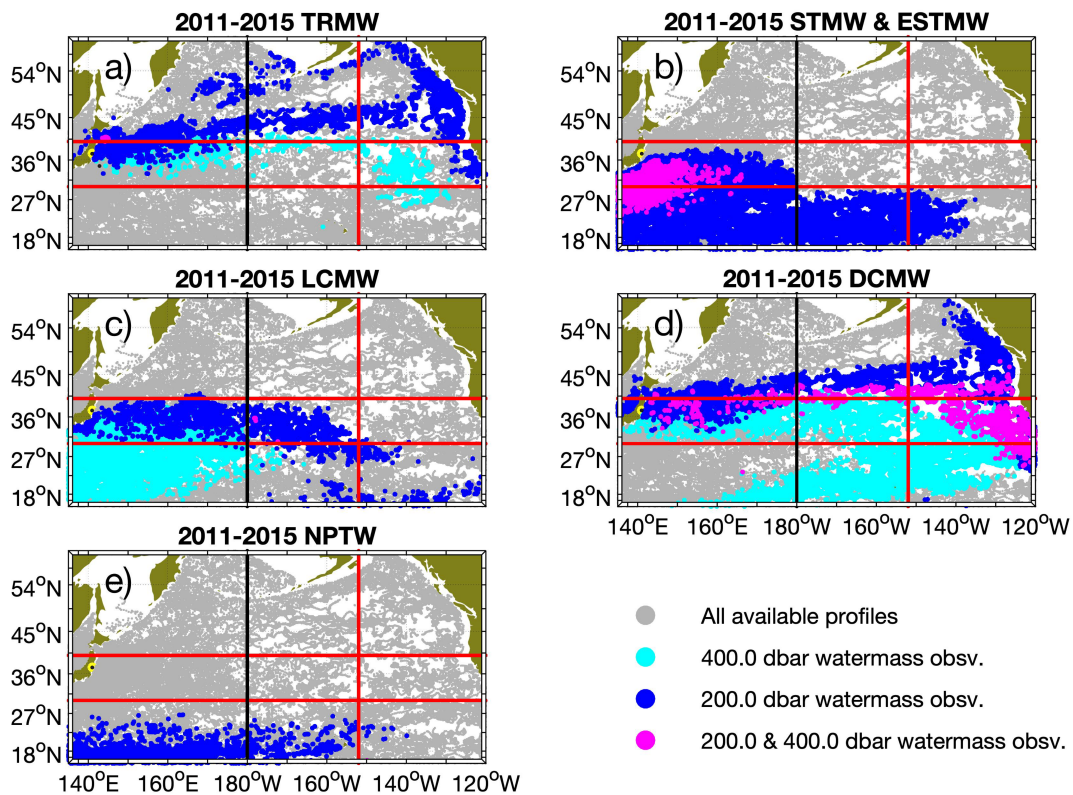 2011-2015 TRMW
2011-2015 STMW & ESTMW
a)
b)
54°N
45°N
36°N
27°N
18°N
54°N
45°N
36°N
27°N
18°N
2011-2015 LCMW
2011-2015 DCMW
c)
d)
54°N
45°N
36°N
27°N
18°N
54°N
45°N
36°N
27°N
18°N
140°E 160°E 180°W 160°W 140°W 120°W
2011-2015 NPTW
e)
54°N
45°N
36°N
27°N
18°N
140°E 160°E 180°W 160°W 140°W 120°W
All available profiles
400.0 dbar watermass obsv.
200.0 dbar watermass obsv.
200.0 & 400.0 dbar watermass obsv.